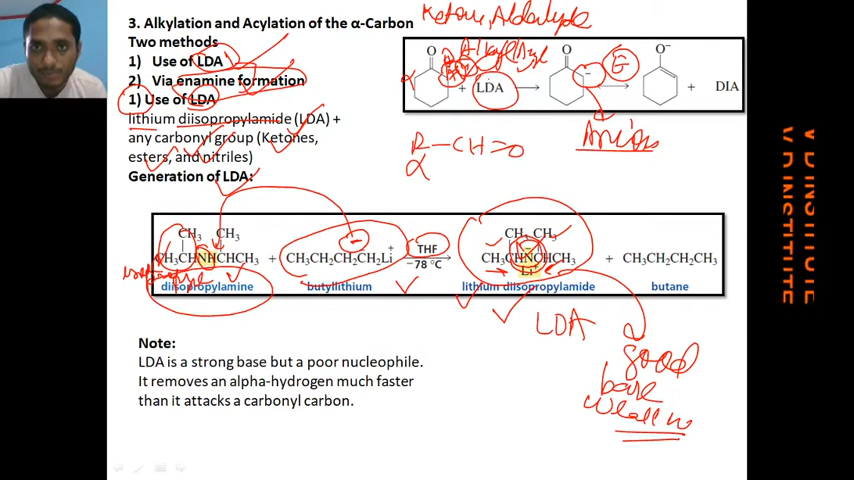 3. Alkylation and Acylation of the α-Carbon
Ketone, Aldehyde
Two methods
1) Use of LDA
2) Via enamine formation
1) Use of LDA
lithium diisopropylamide (LDA) +
any carbonyl group (Ketones,
esters, and nitriles)
Generation of LDA:
O O O⁻
α + LDA → ⁻ → + DIA
Anion
R—CH=O
α
CH₃ CH₃
CH₃CHNHCHCH₃ + CH₃CH₂CH₂CH₂Li
diisopropylamine butyllithium
THF
−78 °C
CH₃ CH₃
CH₃CHNCHCH₃ + CH₃CH₂CH₂CH₃
Li⁺
lithium diisopropylamide butane
LDA
good
base
Note:
LDA is a strong base but a poor nucleophile.
It removes an alpha-hydrogen much faster
than it attacks a carbonyl carbon.
V D INSTITUTE
V D INSTITUTE